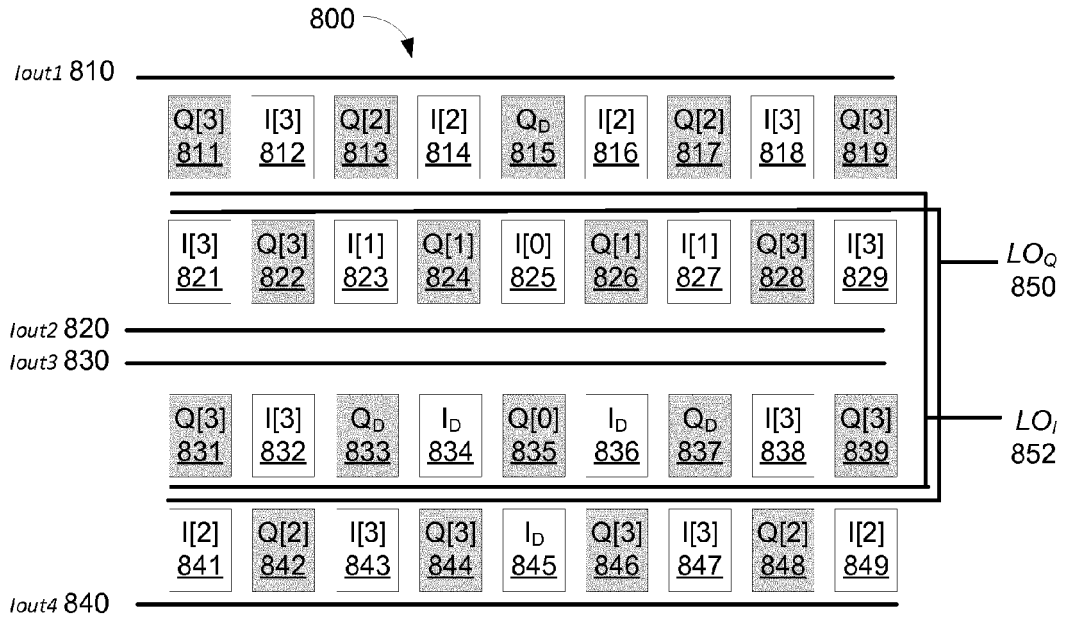 800
Iout1 810
Q[3] I[3] Q[2] I[2] QD I[2] Q[2] I[3] Q[3]
811 812 813 814 815 816 817 818 819
I[3] Q[3] I[1] Q[1] I[0] Q[1] I[1] Q[3] I[3]
821 822 823 824 825 826 827 828 829
LOQ
850
Iout2 820
Iout3 830
Q[3] I[3] QD ID Q[0] ID QD I[3] Q[3]
831 832 833 834 835 836 837 838 839
LOI
852
I[2] Q[2] I[3] Q[3] ID Q[3] I[3] Q[2] I[2]
841 842 843 844 845 846 847 848 849
Iout4 840